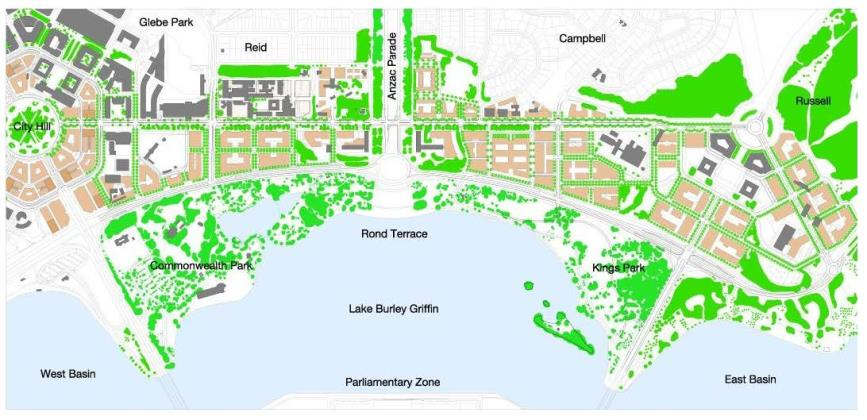 Glebe Park
Reid
Anzac Parade
Campbell
Russell
City Hill
Rond Terrace
Commonwealth Park
Kings Park
Lake Burley Griffin
West Basin
Parliamentary Zone
East Basin